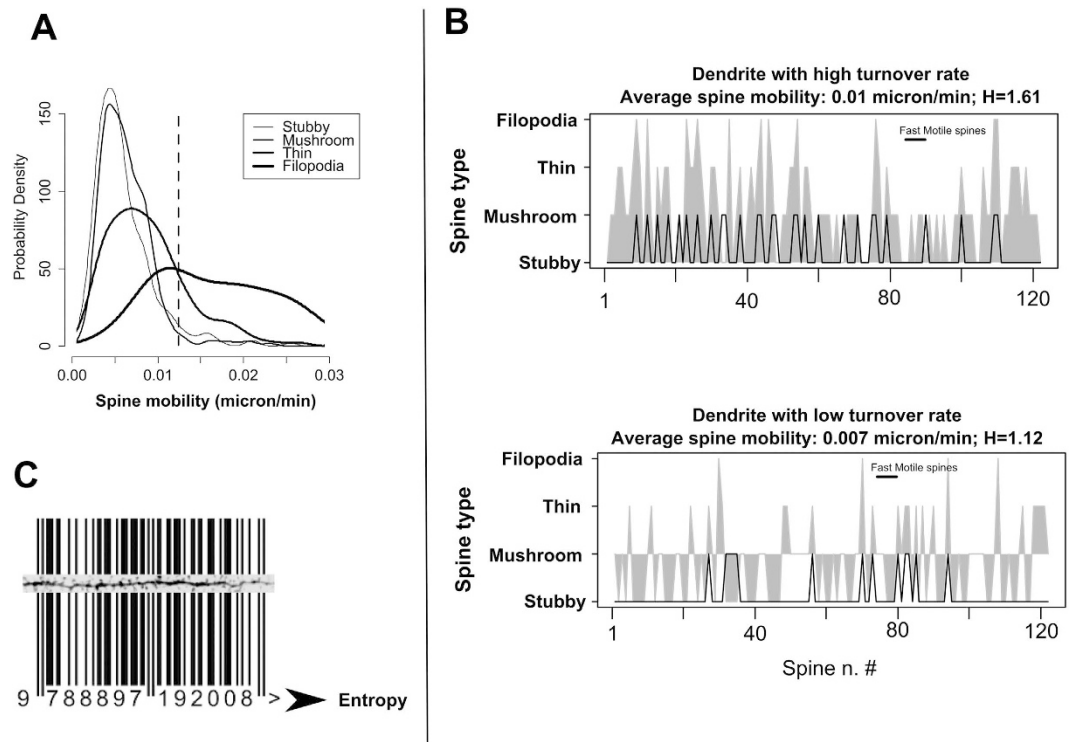 A
Probability Density
150
100
50
0
Stubby
Mushroom
Thin
Filopodia
0.00
0.01
0.02
0.03
Spine mobility (micron/min)
C
9 788897 192008 >
Entropy
B
Dendrite with high turnover rate
Average spine mobility: 0.01 micron/min; H=1.61
Spine type
Filopodia
Thin
Mushroom
Stubby
Fast Motile spines
1
40
80
120
Dendrite with low turnover rate
Average spine mobility: 0.007 micron/min; H=1.12
Spine type
Filopodia
Thin
Mushroom
Stubby
Fast Motile spines
1
40
80
120
Spine n. #